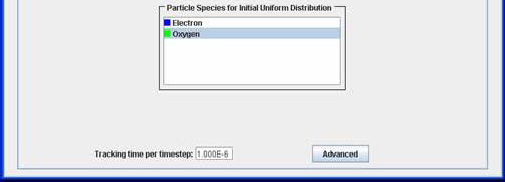 Particle Species for Initial Uniform Distribution
Electron
Oxygen
Tracking time per timestep: 1.000E-6
Advanced